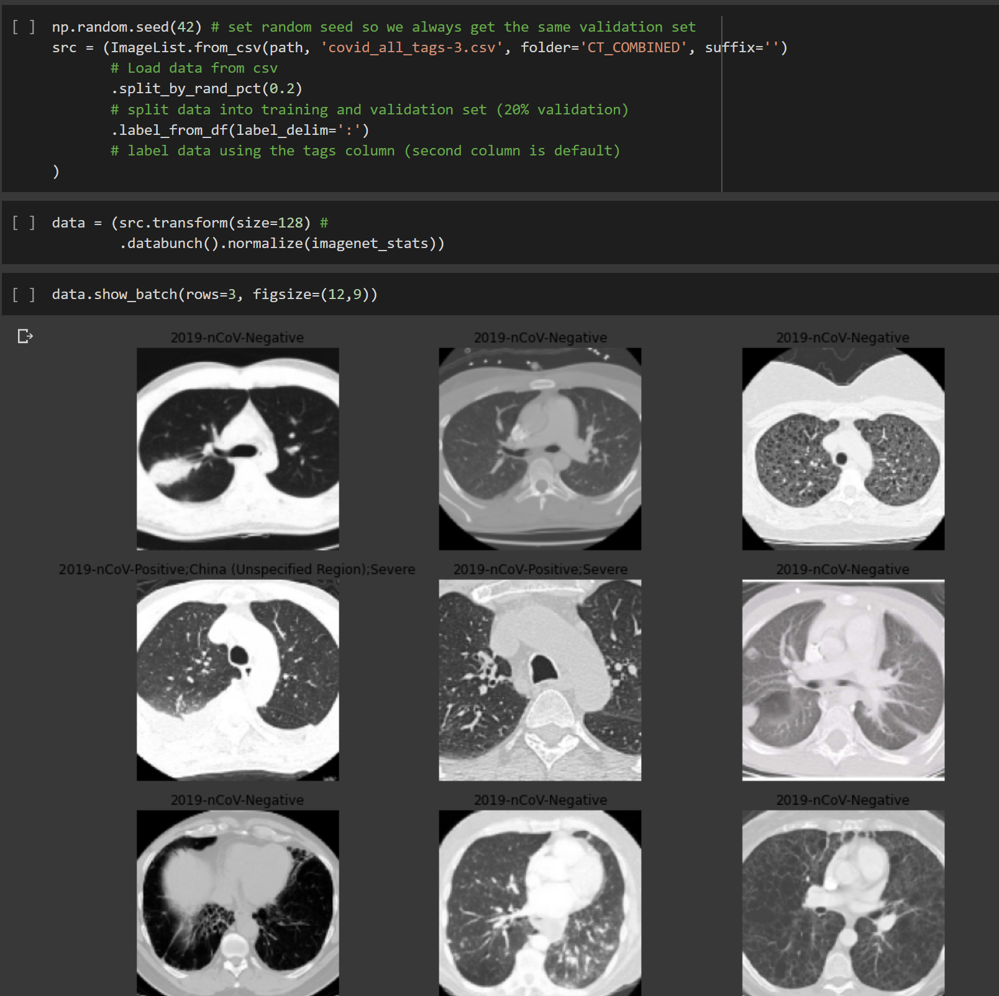 [ ] np.random.seed(42) # set random seed so we always get the same validation set
src = (ImageList.from_csv(path, 'covid_all_tags-3.csv', folder='CT_COMBINED', suffix='')
# Load data from csv
.split_by_rand_pct(0.2)
# split data into training and validation set (20% validation)
.label_from_df(label_delim=':')
# label data using the tags column (second column is default)
)
[ ] data = (src.transform(size=128) #
.databunch().normalize(imagenet_stats))
[ ] data.show_batch(rows=3, figsize=(12,9))
2019-nCoV-Negative 2019-nCoV-Negative 2019-nCoV-Negative
2019-nCoV-Positive;China (Unspecified Region);Severe 2019-nCoV-Positive;Severe 2019-nCoV-Negative
2019-nCoV-Negative 2019-nCoV-Negative 2019-nCoV-Negative